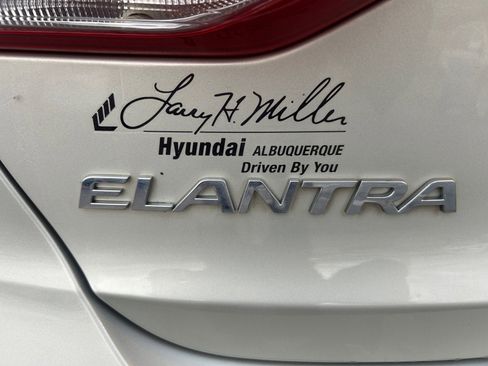 Larry H. Miller
Hyundai ALBUQUERQUE
Driven By You
ELANTRA